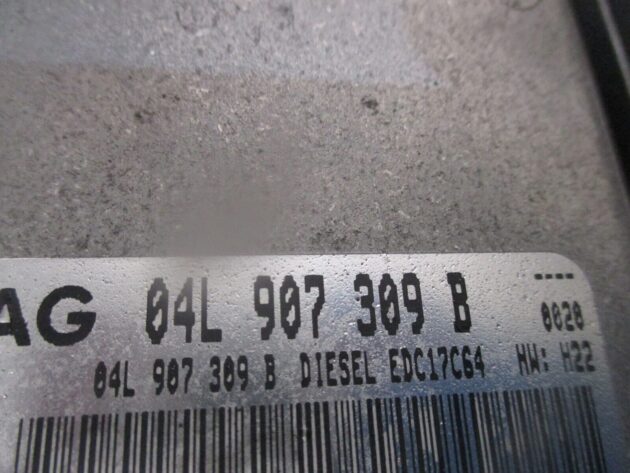 AG 04L 907 309 B ----
0020
04L 907 309 B DIESEL EDC17C64 HW: H22